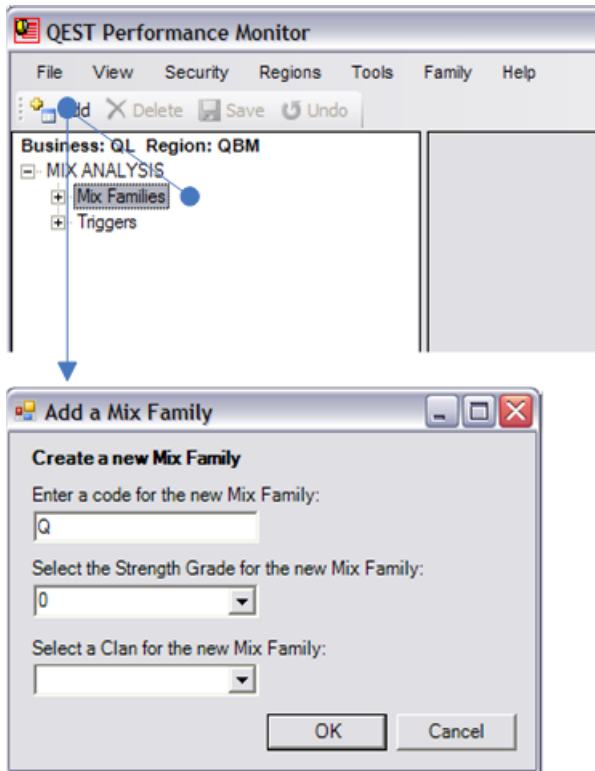 QEST Performance Monitor
File View Security Regions Tools Family Help
Add Delete Save Undo
Business: QL Region: QBM
MIX ANALYSIS
Mix Families
Triggers
Add a Mix Family
Create a new Mix Family
Enter a code for the new Mix Family:
Q
Select the Strength Grade for the new Mix Family:
0
Select a Clan for the new Mix Family:
OK Cancel